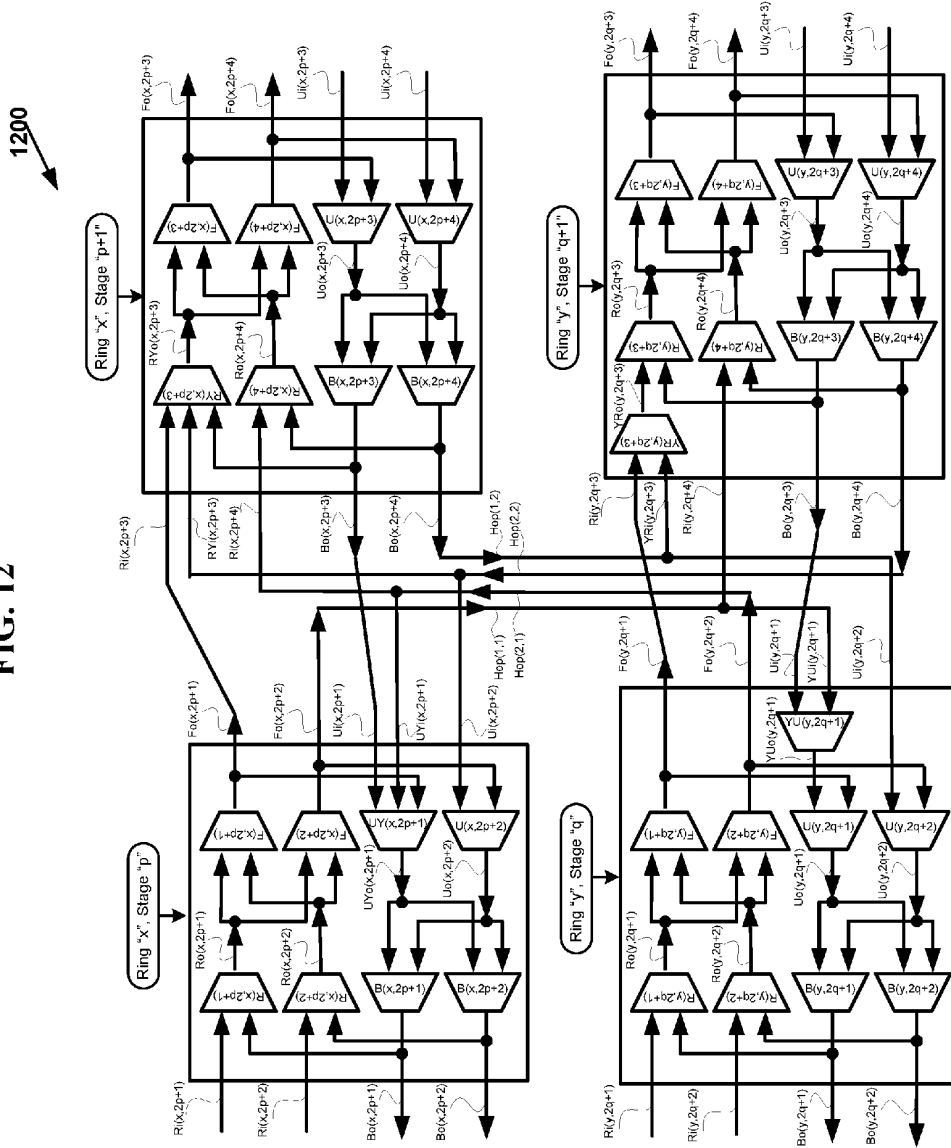 FIG. 12
1200
Ring "x", Stage "p"
Ri(x,2p+1)
Ri(x,2p+2)
Bo(x,2p+1)
Bo(x,2p+2)
R(x,2p+1)
R(x,2p+2)
Ro(x,2p+1)
Ro(x,2p+2)
F(x,2p+1)
F(x,2p+2)
UY(x,2p+1)
U(x,2p+2)
UYo(x,2p+1)
Uo(x,2p+2)
B(x,2p+1)
B(x,2p+2)
Fo(x,2p+1)
Fo(x,2p+2)
Ui(x,2p+1)
UYi(x,2p+1)
Ui(x,2p+2)
Ring "x", Stage "p+1"
Ri(x,2p+3)
RYi(x,2p+3)
Ri(x,2p+4)
Bo(x,2p+3)
Bo(x,2p+4)
RY(x,2p+3)
R(x,2p+4)
RYo(x,2p+3)
Ro(x,2p+4)
F(x,2p+3)
F(x,2p+4)
U(x,2p+3)
U(x,2p+4)
Uo(x,2p+3)
Uo(x,2p+4)
B(x,2p+3)
B(x,2p+4)
Fo(x,2p+3)
Fo(x,2p+4)
Ui(x,2p+3)
Ui(x,2p+4)
Hop(1,2)
Hop(2,2)
Hop(1,1)
Hop(2,1)
Ring "y", Stage "q"
Ri(y,2q+1)
Ri(y,2q+2)
Bo(y,2q+1)
Bo(y,2q+2)
R(y,2q+1)
R(y,2q+2)
Ro(y,2q+1)
Ro(y,2q+2)
F(y,2q+1)
F(y,2q+2)
U(y,2q+1)
U(y,2q+2)
Uo(y,2q+1)
Uo(y,2q+2)
B(y,2q+1)
B(y,2q+2)
YUo(y,2q+1)
YU(y,2q+1)
Fo(y,2q+1)
Fo(y,2q+2)
Ui(y,2q+1)
YUi(y,2q+1)
Ui(y,2q+2)
Ring "y", Stage "q+1"
Ri(y,2q+3)
YRi(y,2q+3)
Ri(y,2q+4)
Bo(y,2q+3)
Bo(y,2q+4)
YR(y,2q+3)
YRo(y,2q+3)
R(y,2q+3)
R(y,2q+4)
Ro(y,2q+3)
Ro(y,2q+4)
F(y,2q+3)
F(y,2q+4)
U(y,2q+3)
U(y,2q+4)
Uo(y,2q+3)
Uo(y,2q+4)
B(y,2q+3)
B(y,2q+4)
Fo(y,2q+3)
Fo(y,2q+4)
Ui(y,2q+3)
Ui(y,2q+4)